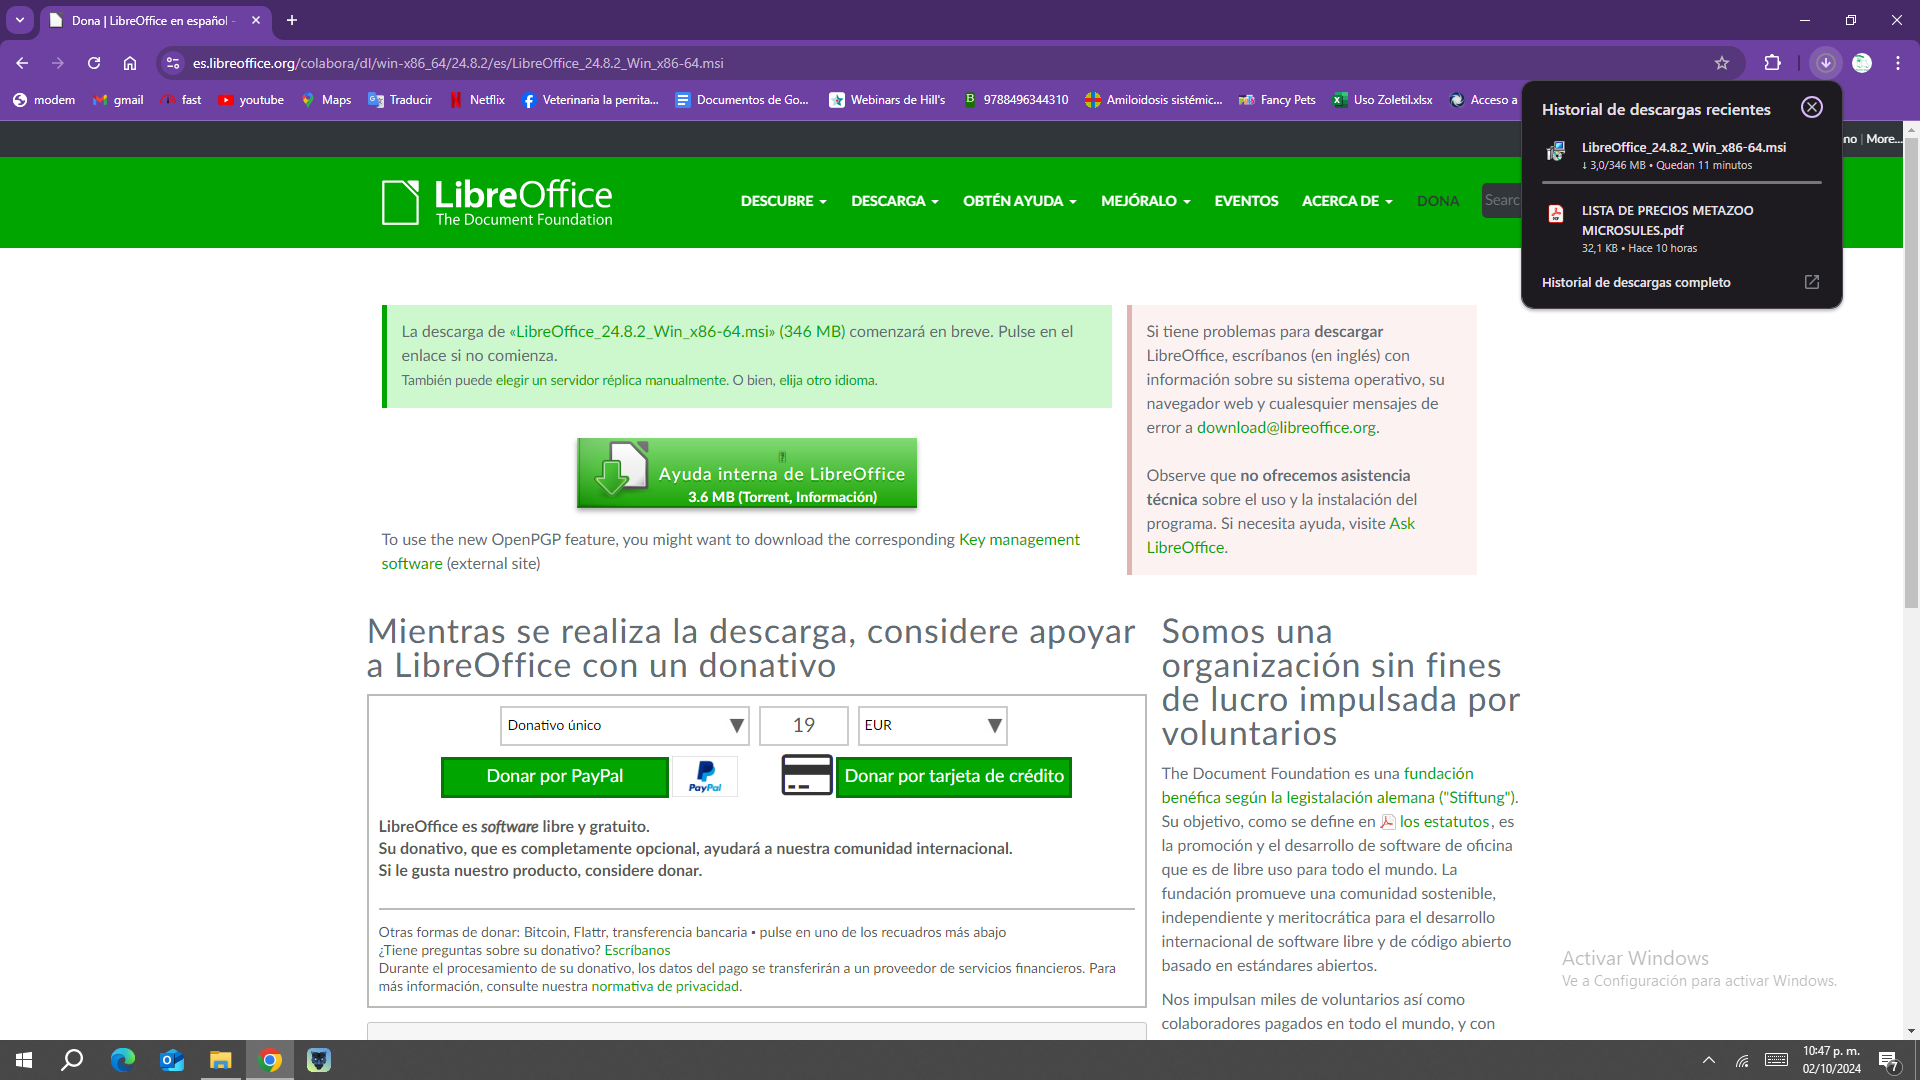 Dona | LibreOffice en español -
es.libreoffice.org/colabora/dl/win-x86_64/24.8.2/es/LibreOffice_24.8.2_Win_x86-64.msi
modem
gmail
fast
youtube
Maps
Traducir
Netflix
Veterinaria la perrita...
Documentos de Go...
Webinars de Hill's
9788496344310
Amiloidosis sistémic...
Fancy Pets
Uso Zoletil.xlsx
Acceso a
Historial de descargas recientes
LibreOffice_24.8.2_Win_x86-64.msi
↓ 3,0/346 MB • Quedan 11 minutos
LISTA DE PRECIOS METAZOO
MICROSULES.pdf
32,1 KB • Hace 10 horas
Historial de descargas completo
no | More...
LibreOffice
The Document Foundation
DESCUBRE
DESCARGA
OBTÉN AYUDA
MEJÓRALO
EVENTOS
ACERCA DE
DONA
Searc
La descarga de «LibreOffice_24.8.2_Win_x86-64.msi» (346 MB) comenzará en breve. Pulse en el
enlace si no comienza.
También puede elegir un servidor réplica manualmente. O bien, elija otro idioma.
Ayuda interna de LibreOffice
3.6 MB (Torrent, Información)
To use the new OpenPGP feature, you might want to download the corresponding Key management
software (external site)
Si tiene problemas para descargar
LibreOffice, escríbanos (en inglés) con
información sobre su sistema operativo, su
navegador web y cualesquier mensajes de
error a download@libreoffice.org.
Observe que no ofrecemos asistencia
técnica sobre el uso y la instalación del
programa. Si necesita ayuda, visite Ask
LibreOffice.
Mientras se realiza la descarga, considere apoyar
a LibreOffice con un donativo
Donativo único
19
EUR
Donar por PayPal
PayPal
Donar por tarjeta de crédito
LibreOffice es software libre y gratuito.
Su donativo, que es completamente opcional, ayudará a nuestra comunidad internacional.
Si le gusta nuestro producto, considere donar.
Otras formas de donar: Bitcoin, Flattr, transferencia bancaria • pulse en uno de los recuadros más abajo
¿Tiene preguntas sobre su donativo? Escríbanos
Durante el procesamiento de su donativo, los datos del pago se transferirán a un proveedor de servicios financieros. Para
más información, consulte nuestra normativa de privacidad.
Somos una
organización sin fines
de lucro impulsada por
voluntarios
The Document Foundation es una fundación
benéfica según la legistalación alemana ("Stiftung").
Su objetivo, como se define en los estatutos, es
la promoción y el desarrollo de software de oficina
que es de libre uso para todo el mundo. La
fundación promueve una comunidad sostenible,
independiente y meritocrática para el desarrollo
internacional de software libre y de código abierto
basado en estándares abiertos.
Nos impulsan miles de voluntarios así como
colaboradores pagados en todo el mundo, y con
Activar Windows
Ve a Configuración para activar Windows.
10:47 p. m.
02/10/2024
7